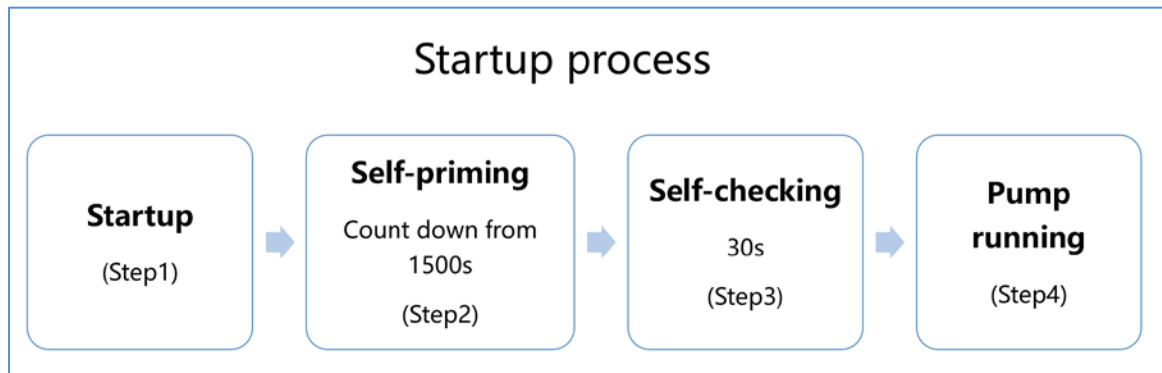 Startup process
Startup
(Step1)
Self-priming
Count down from
1500s
(Step2)
Self-checking
30s
(Step3)
Pump
running
(Step4)